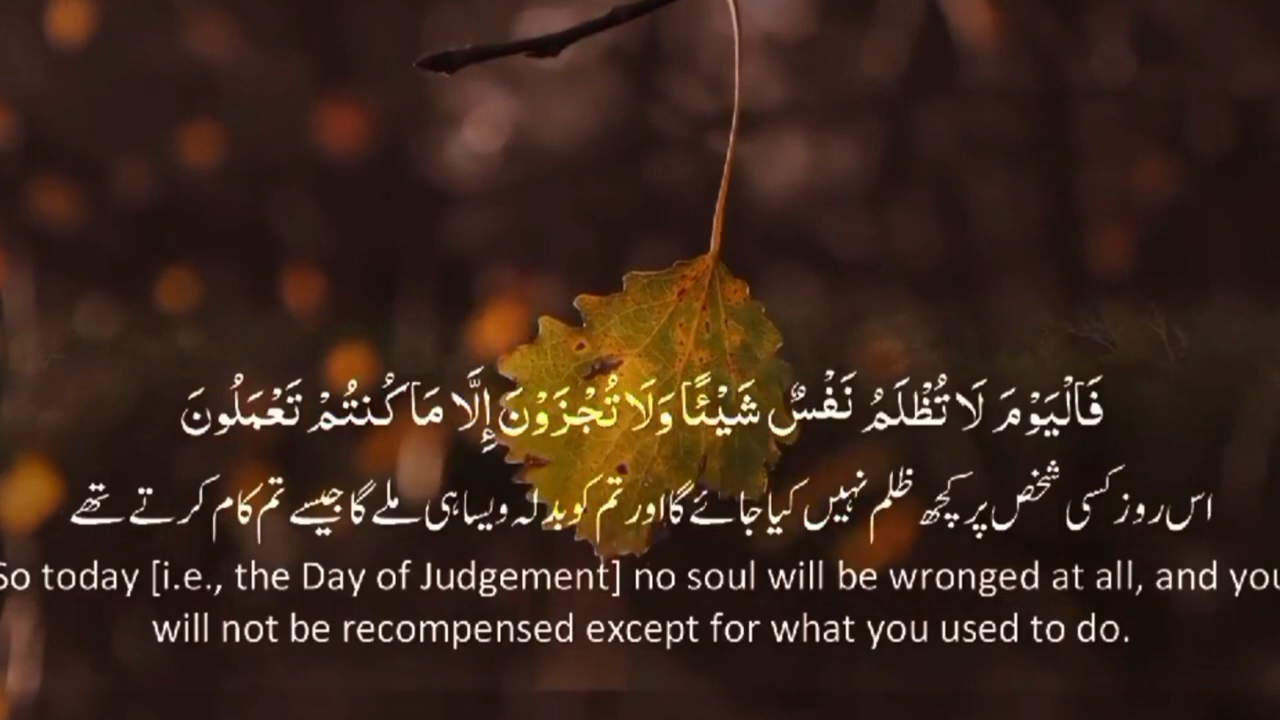 فَالْيَوْمَ لَا تُظْلَمُ نَفْسٌ شَيْئًا وَلَا تُجْزَوْنَ إِلَّا مَا كُنتُمْ تَعْمَلُونَ
اس روز کسی شخص پر کچھ ظلم نہیں کیا جائے گا اور تم کو بدلہ ویسا ہی ملے گا جیسے تم کام کرتے تھے
So today [i.e., the Day of Judgement] no soul will be wronged at all, and you
will not be recompensed except for what you used to do.